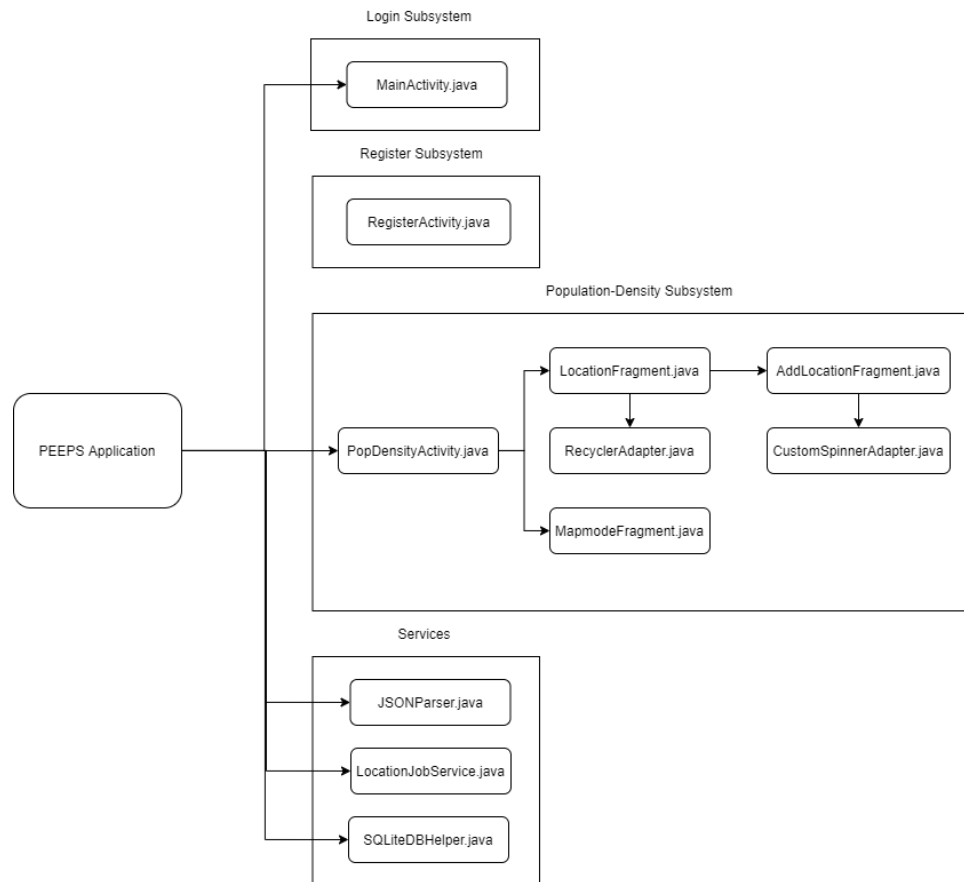 Login Subsystem
MainActivity.java
Register Subsystem
RegisterActivity.java
Population-Density Subsystem
LocationFragment.java
AddLocationFragment.java
PEEPS Application
PopDensityActivity.java
RecyclerAdapter.java
CustomSpinnerAdapter.java
MapmodeFragment.java
Services
JSONParser.java
LocationJobService.java
SQLiteDBHelper.java